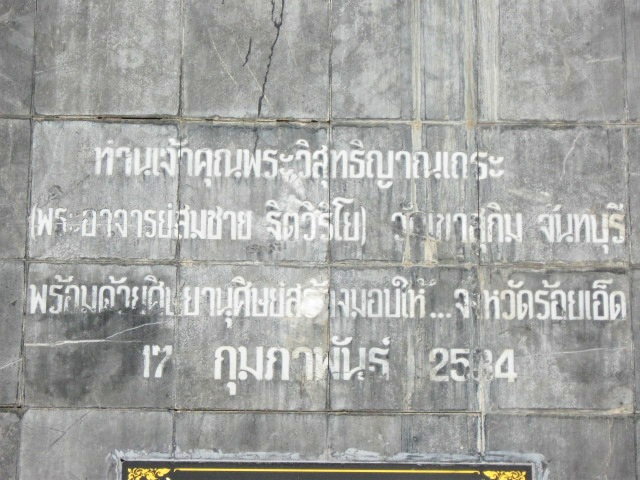 ท่านเจ้าคุณพระวิสุทธิญาณเถระ
(พระอาจารย์สมชาย ฐิตวิริโย) วัดเขาสุกิม จันทบุรี
พร้อมด้วยศิษยานุศิษย์สร้างมอบให้...จังหวัดร้อยเอ็ด
17 กุมภาพันธ์ 2534